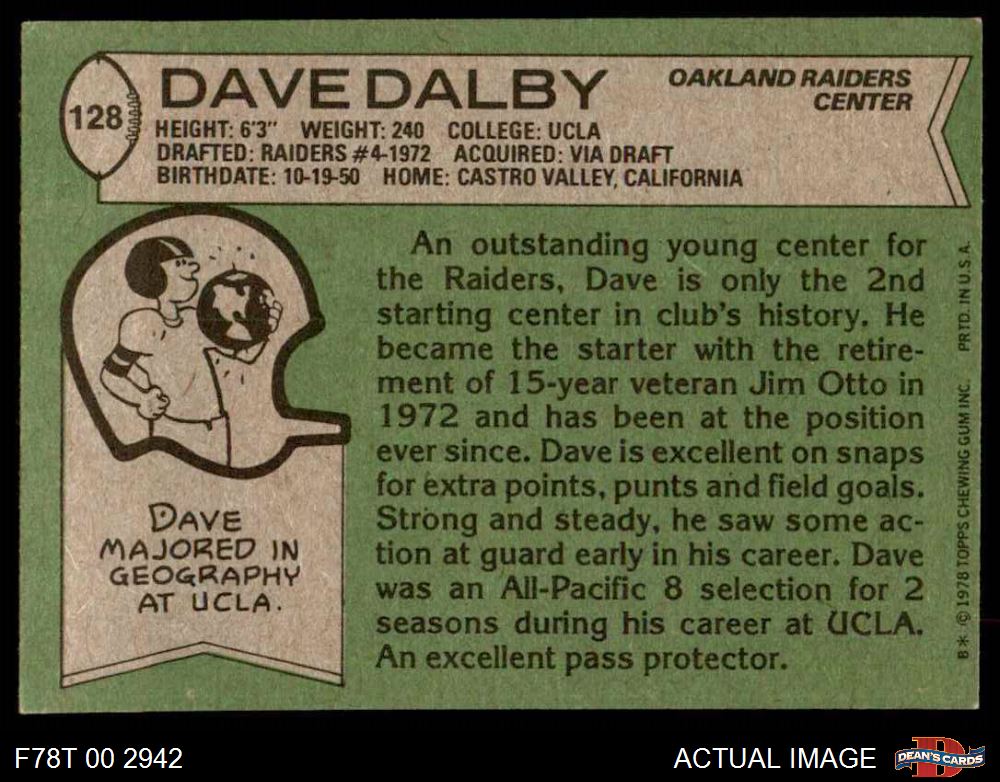 128
DAVE DALBY
OAKLAND RAIDERS
CENTER
HEIGHT: 6'3" WEIGHT: 240 COLLEGE: UCLA
DRAFTED: RAIDERS #4-1972 ACQUIRED: VIA DRAFT
BIRTHDATE: 10-19-50 HOME: CASTRO VALLEY, CALIFORNIA
An outstanding young center for
the Raiders, Dave is only the 2nd
starting center in club's history. He
became the starter with the retire-
ment of 15-year veteran Jim Otto in
1972 and has been at the position
ever since. Dave is excellent on snaps
for extra points, punts and field goals.
Strong and steady, he saw some ac-
tion at guard early in his career. Dave
was an All-Pacific 8 selection for 2
seasons during his career at UCLA.
An excellent pass protector.
DAVE
MAJORED IN
GEOGRAPHY
AT UCLA.
B* © 1978 TOPPS CHEWING GUM INC. PRTD. IN U.S.A.
F78T 00 2942
ACTUAL IMAGE
D
DEAN'S CARDS